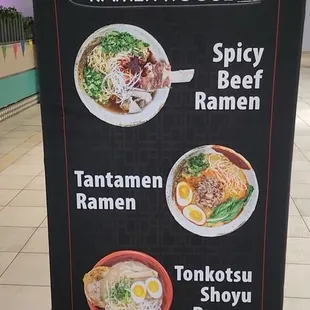 Spicy
Beef
Ramen
Tantamen
Ramen
Tonkotsu
Shoyu